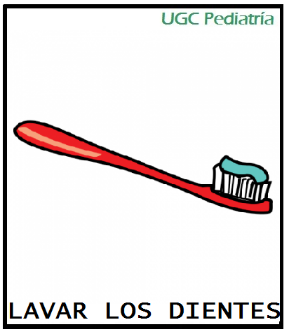 UGC Pediatría
LAVAR LOS DIENTES